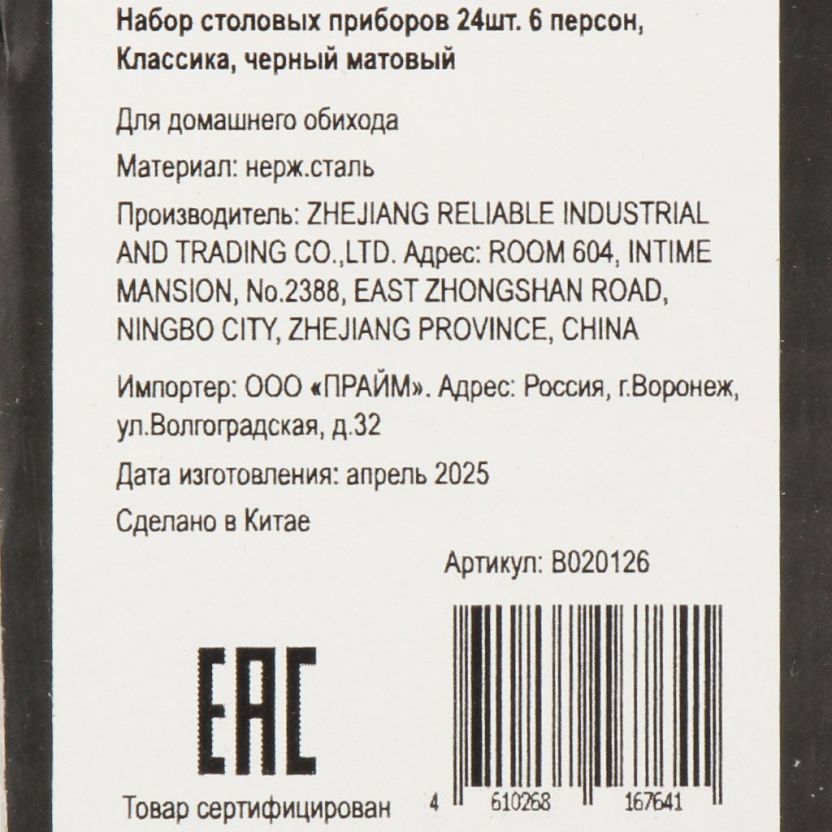 Набор столовых приборов 24шт. 6 персон,
Классика, черный матовый
Для домашнего обихода
Материал: нерж.сталь
Производитель: ZHEJIANG RELIABLE INDUSTRIAL
AND TRADING CO.,LTD. Адрес: ROOM 604, INTIME
MANSION, No.2388, EAST ZHONGSHAN ROAD,
NINGBO CITY, ZHEJIANG PROVINCE, CHINA
Импортер: ООО «ПРАЙМ». Адрес: Россия, г.Воронеж,
ул.Волгоградская, д.32
Дата изготовления: апрель 2025
Сделано в Китае
Артикул: B020126
EAC
Товар сертифицирован
4 610268 167641